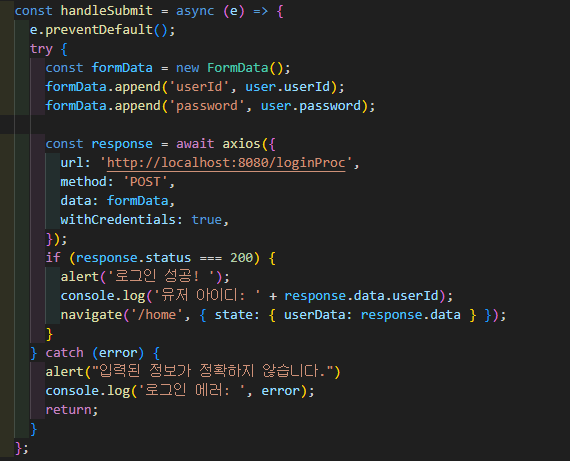 const handleSubmit = async (e) => {
e.preventDefault();
try {
const formData = new FormData();
formData.append('userId', user.userId);
formData.append('password', user.password);
const response = await axios({
url: 'http://localhost:8080/loginProc',
method: 'POST',
data: formData,
withCredentials: true,
});
if (response.status === 200) {
alert('로그인 성공! ');
console.log('유저 아이디: ' + response.data.userId);
navigate('/home', { state: { userData: response.data } });
}
} catch (error) {
alert("입력된 정보가 정확하지 않습니다.")
console.log('로그인 에러: ', error);
return;
}
};